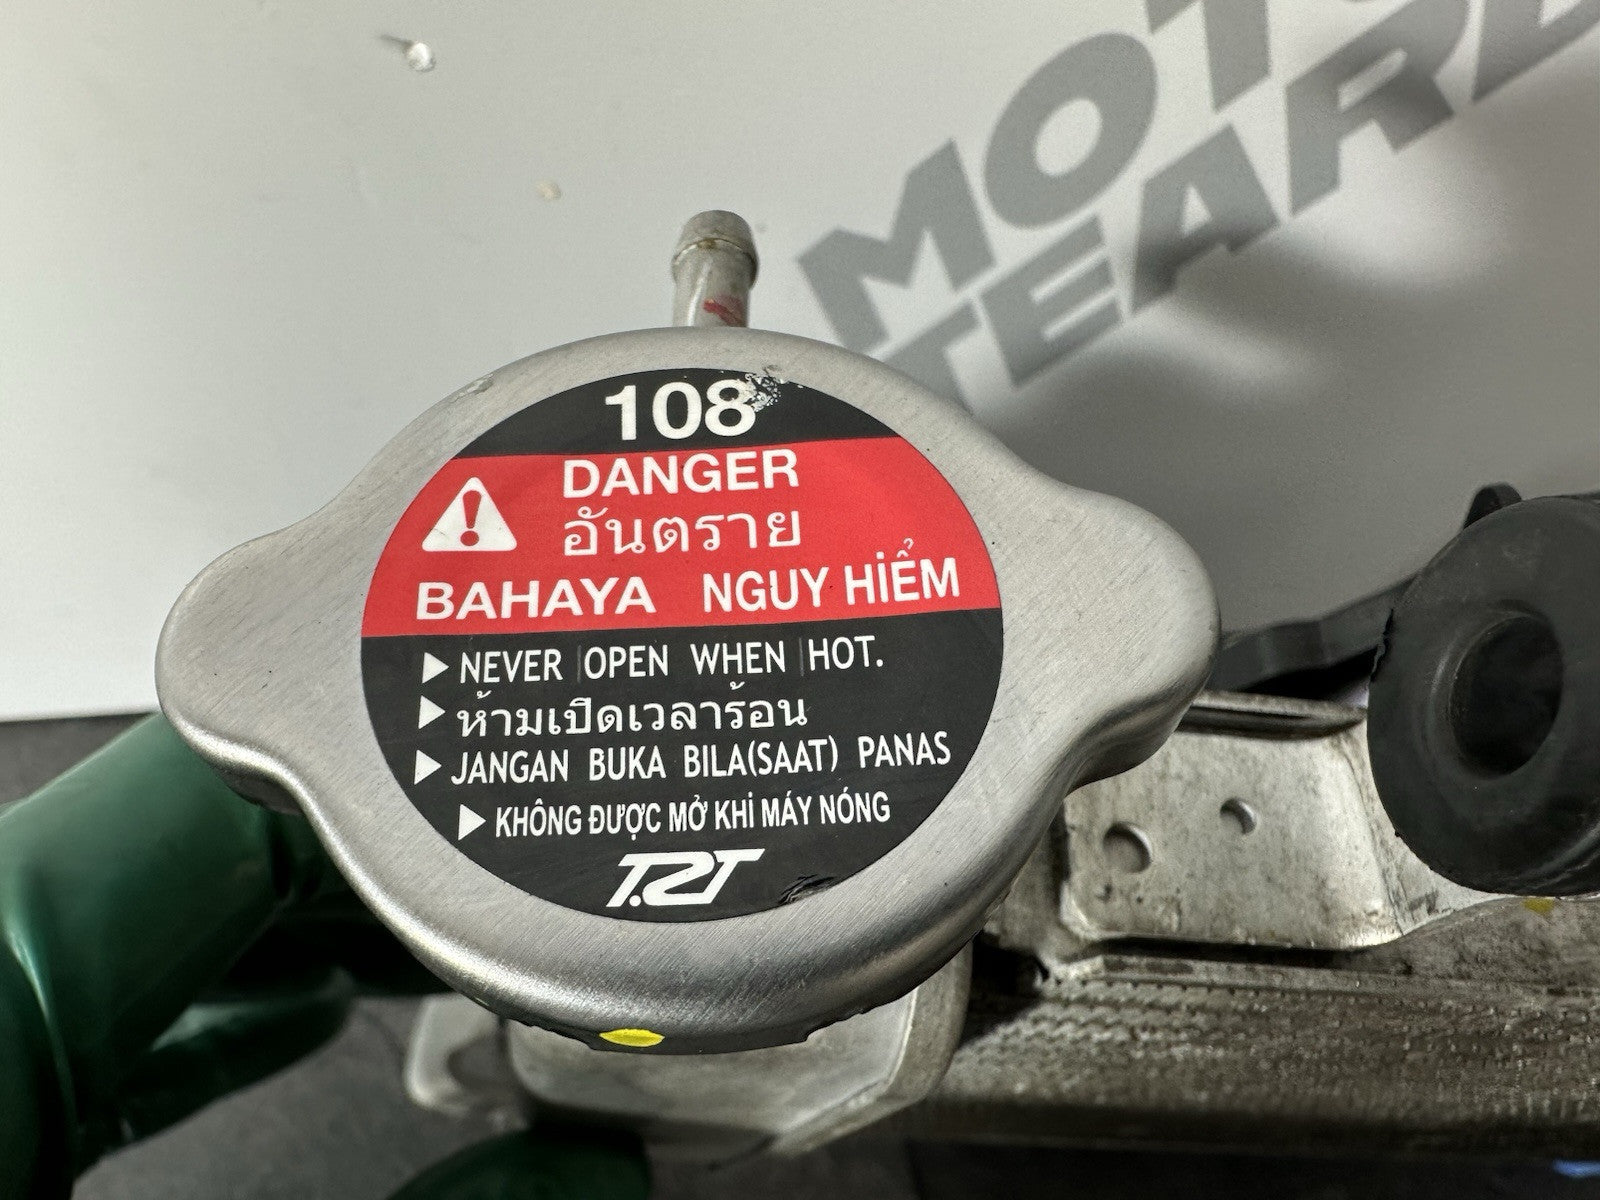 108
DANGER
อันตราย
BAHAYA NGUY HiỂM
NEVER OPEN WHEN HOT.
ห้ามเปิดเวลาร้อน
JANGAN BUKA BILA(SAAT) PANAS
KHÔNG ĐƯỢC MỞ KHi MÁY NÓNG
T.RT